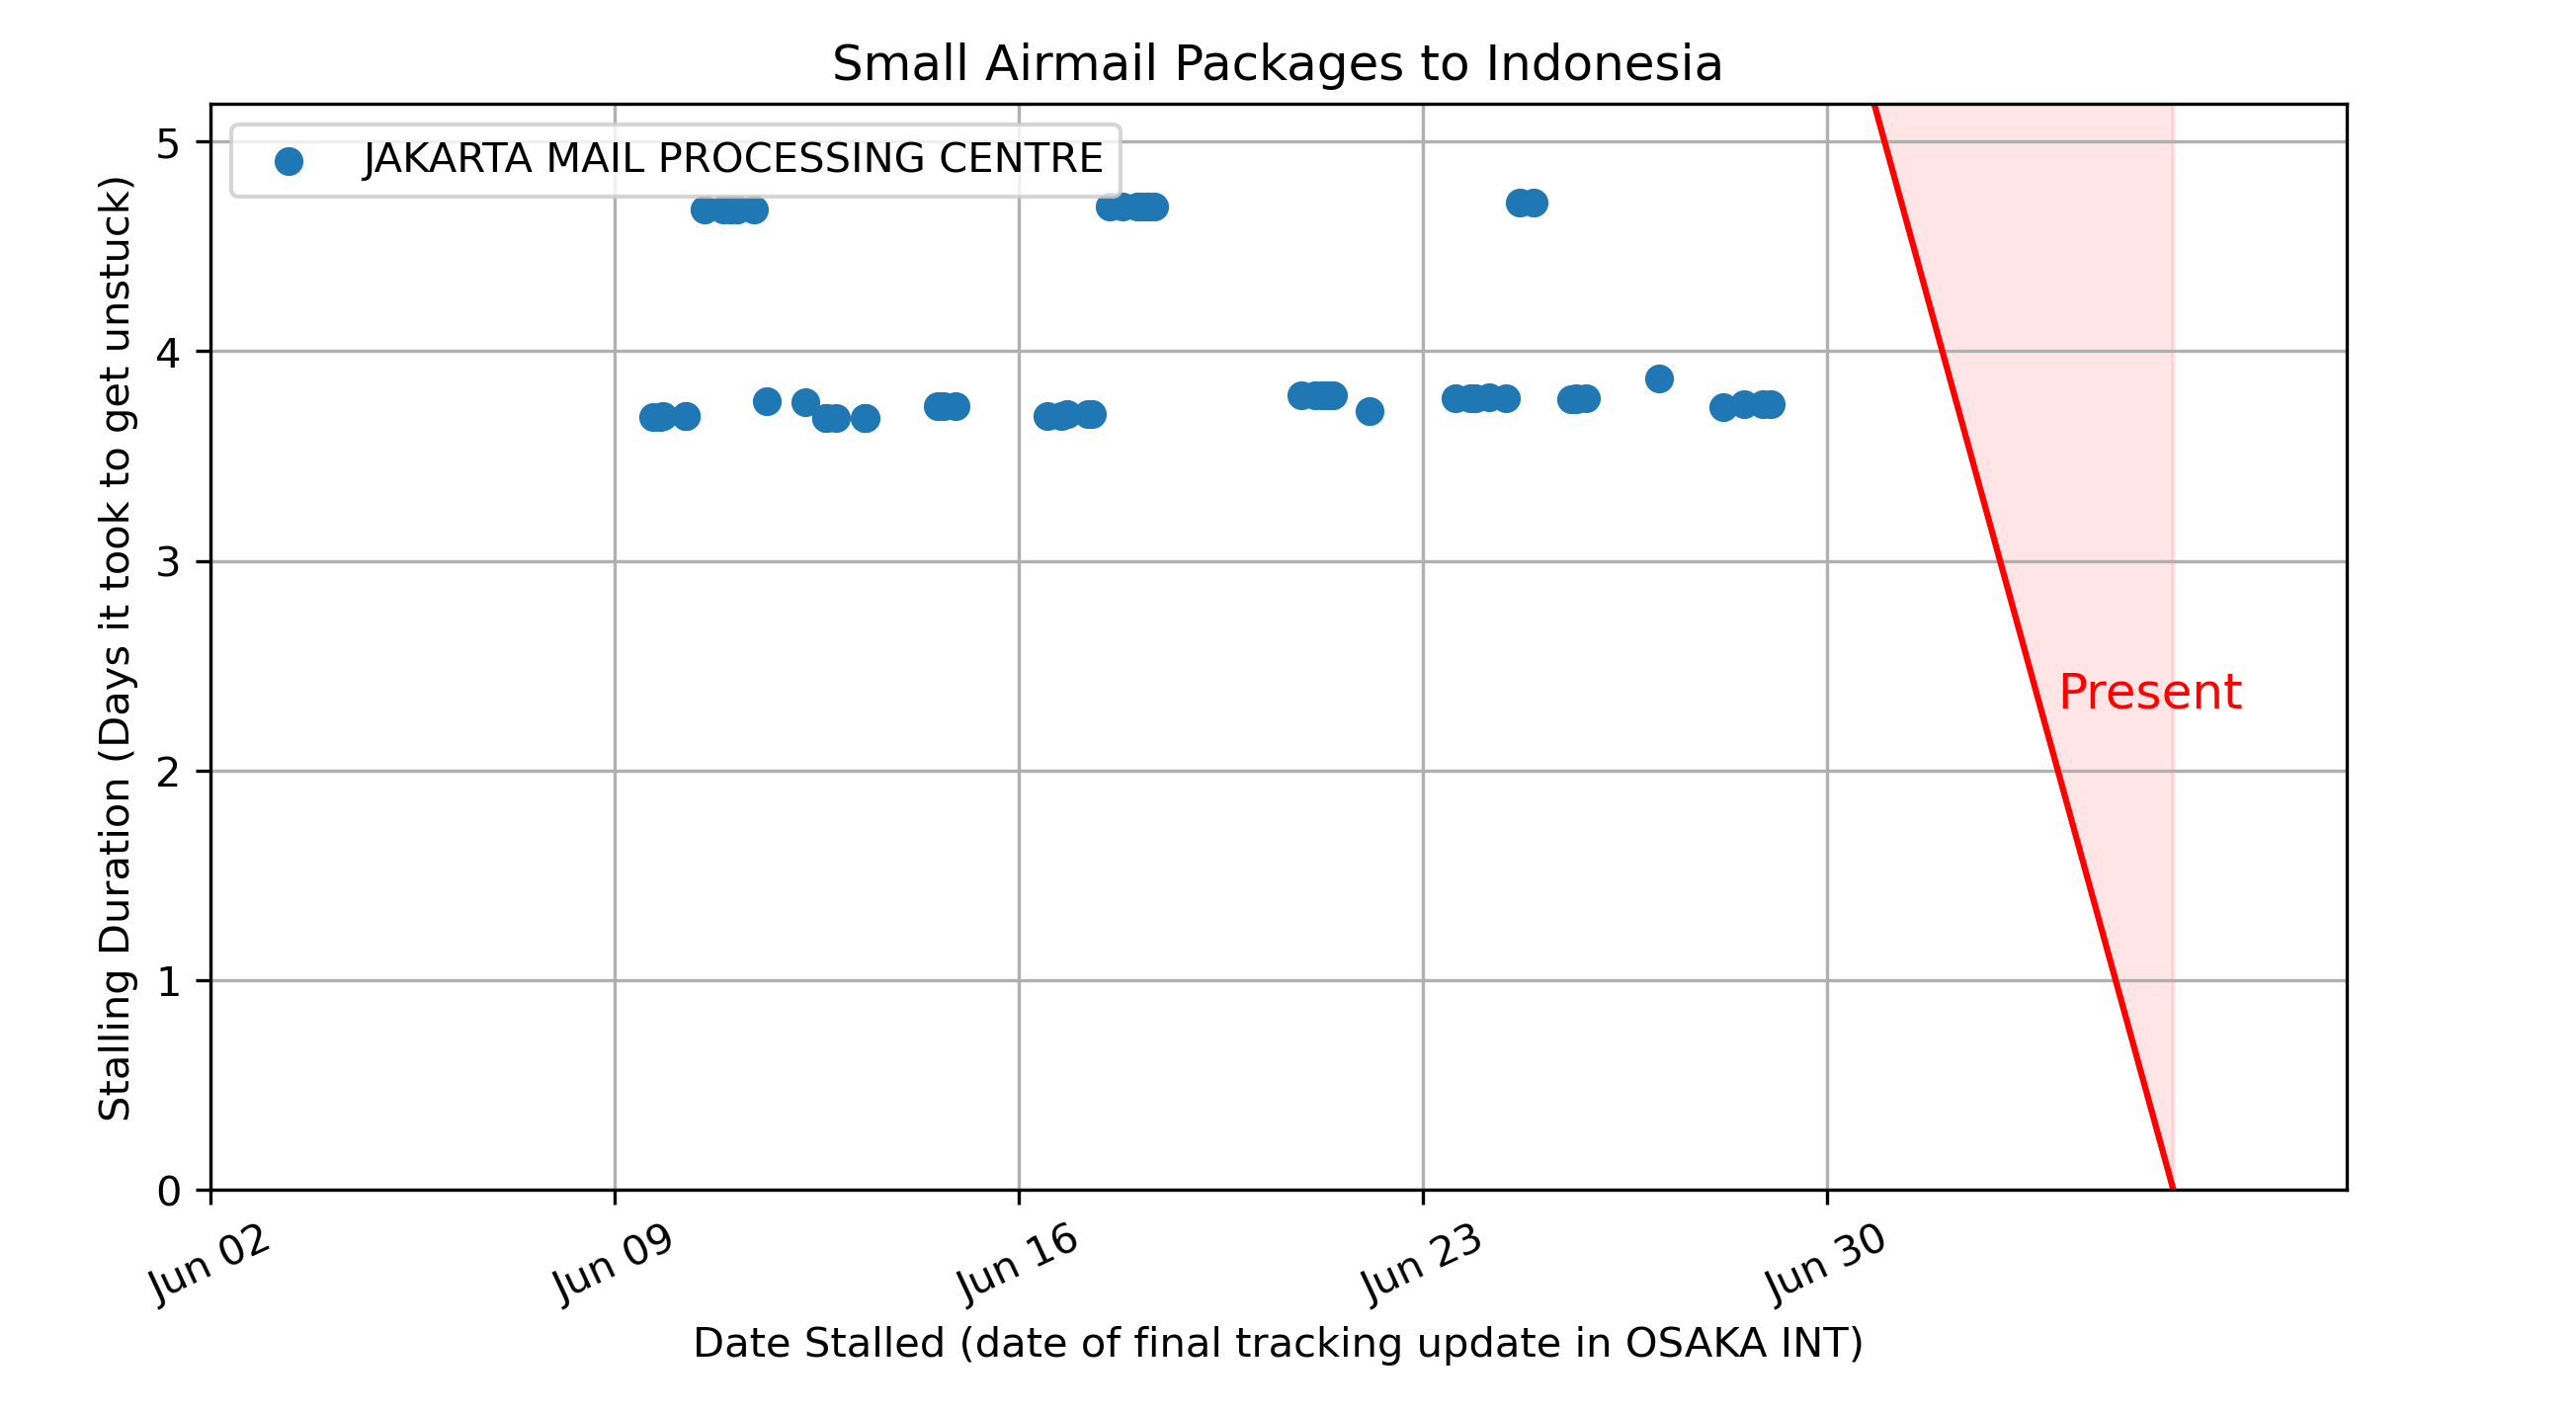 Small Airmail Packages to Indonesia
JAKARTA MAIL PROCESSING CENTRE
Stalling Duration (Days it took to get unstuck)
5
4
3
2
1
0
Present
Jun 02
Jun 09
Jun 16
Jun 23
Jun 30
Date Stalled (date of final tracking update in OSAKA INT)